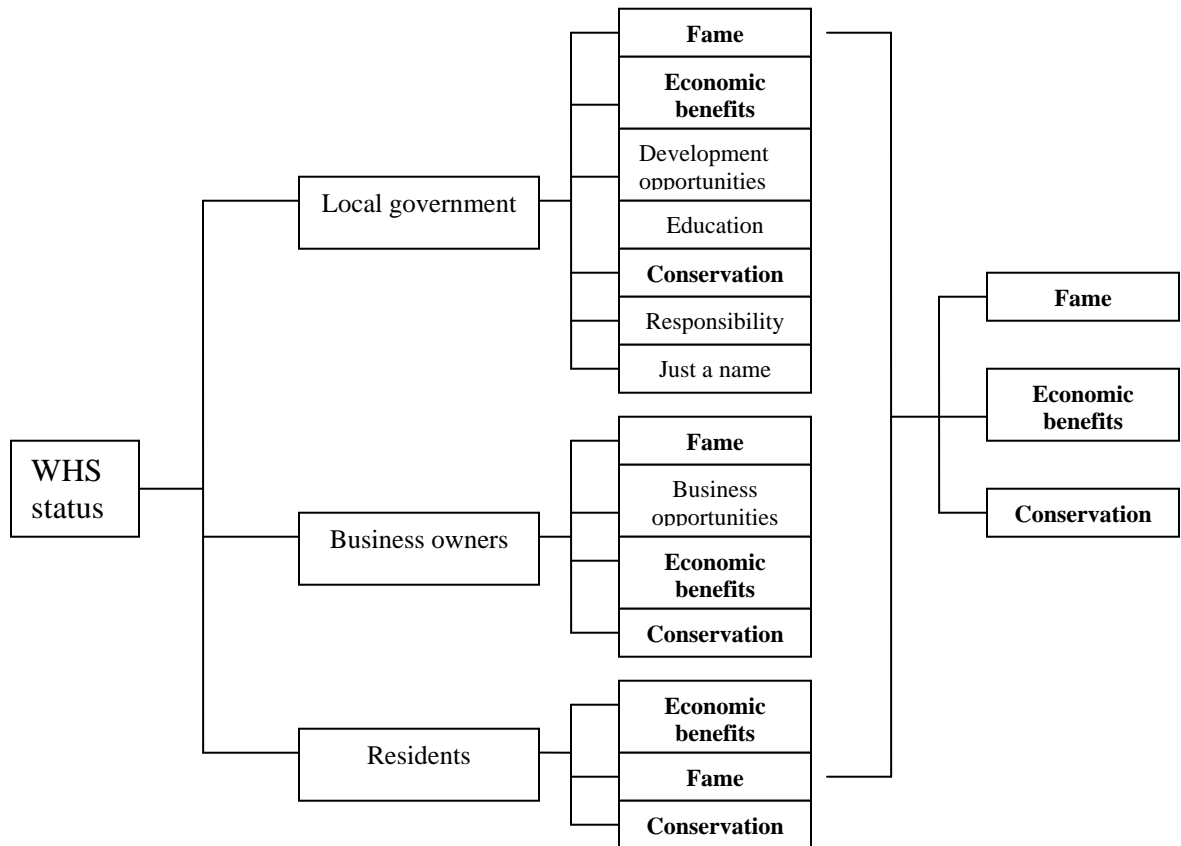 WHS
status
Local government
Business owners
Residents
Fame
Economic
benefits
Development
opportunities
Education
Conservation
Responsibility
Just a name
Fame
Business
opportunities
Economic
benefits
Conservation
Economic
benefits
Fame
Conservation
Fame
Economic
benefits
Conservation